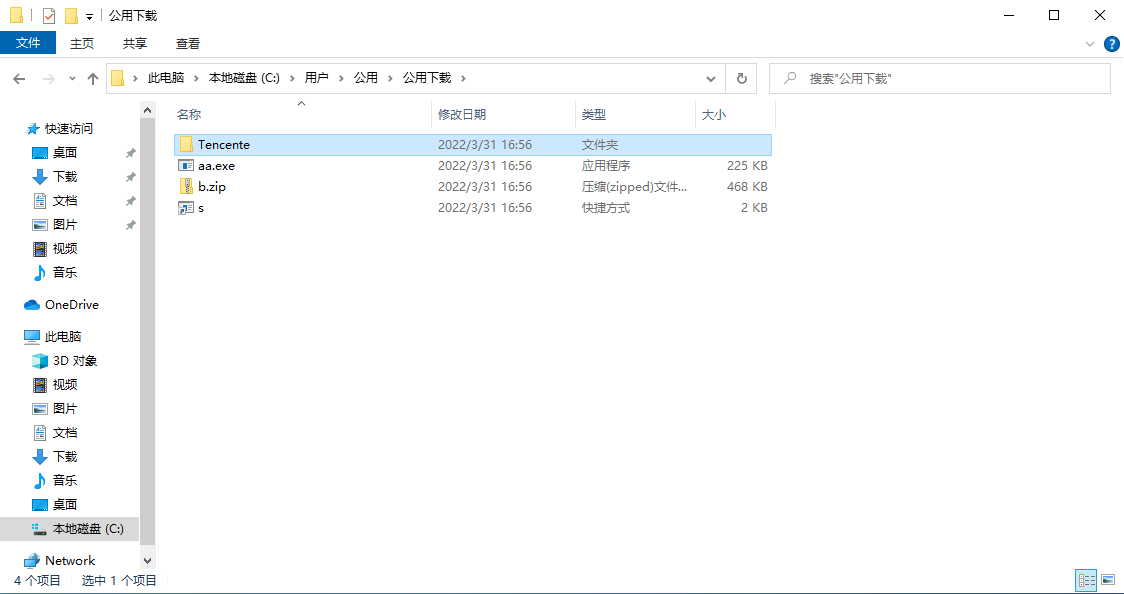 公用下载
文件 主页 共享 查看
此电脑 本地磁盘 (C:) 用户 公用 公用下载
搜索"公用下载"
名称 修改日期 类型 大小
Tencente 2022/3/31 16:56 文件夹
aa.exe 2022/3/31 16:56 应用程序 225 KB
b.zip 2022/3/31 16:56 压缩(zipped)文件... 468 KB
s 2022/3/31 16:56 快捷方式 2 KB
快速访问
桌面
下载
文档
图片
视频
音乐
OneDrive
此电脑
3D 对象
视频
图片
文档
下载
音乐
桌面
本地磁盘 (C:)
Network
4 个项目 选中 1 个项目